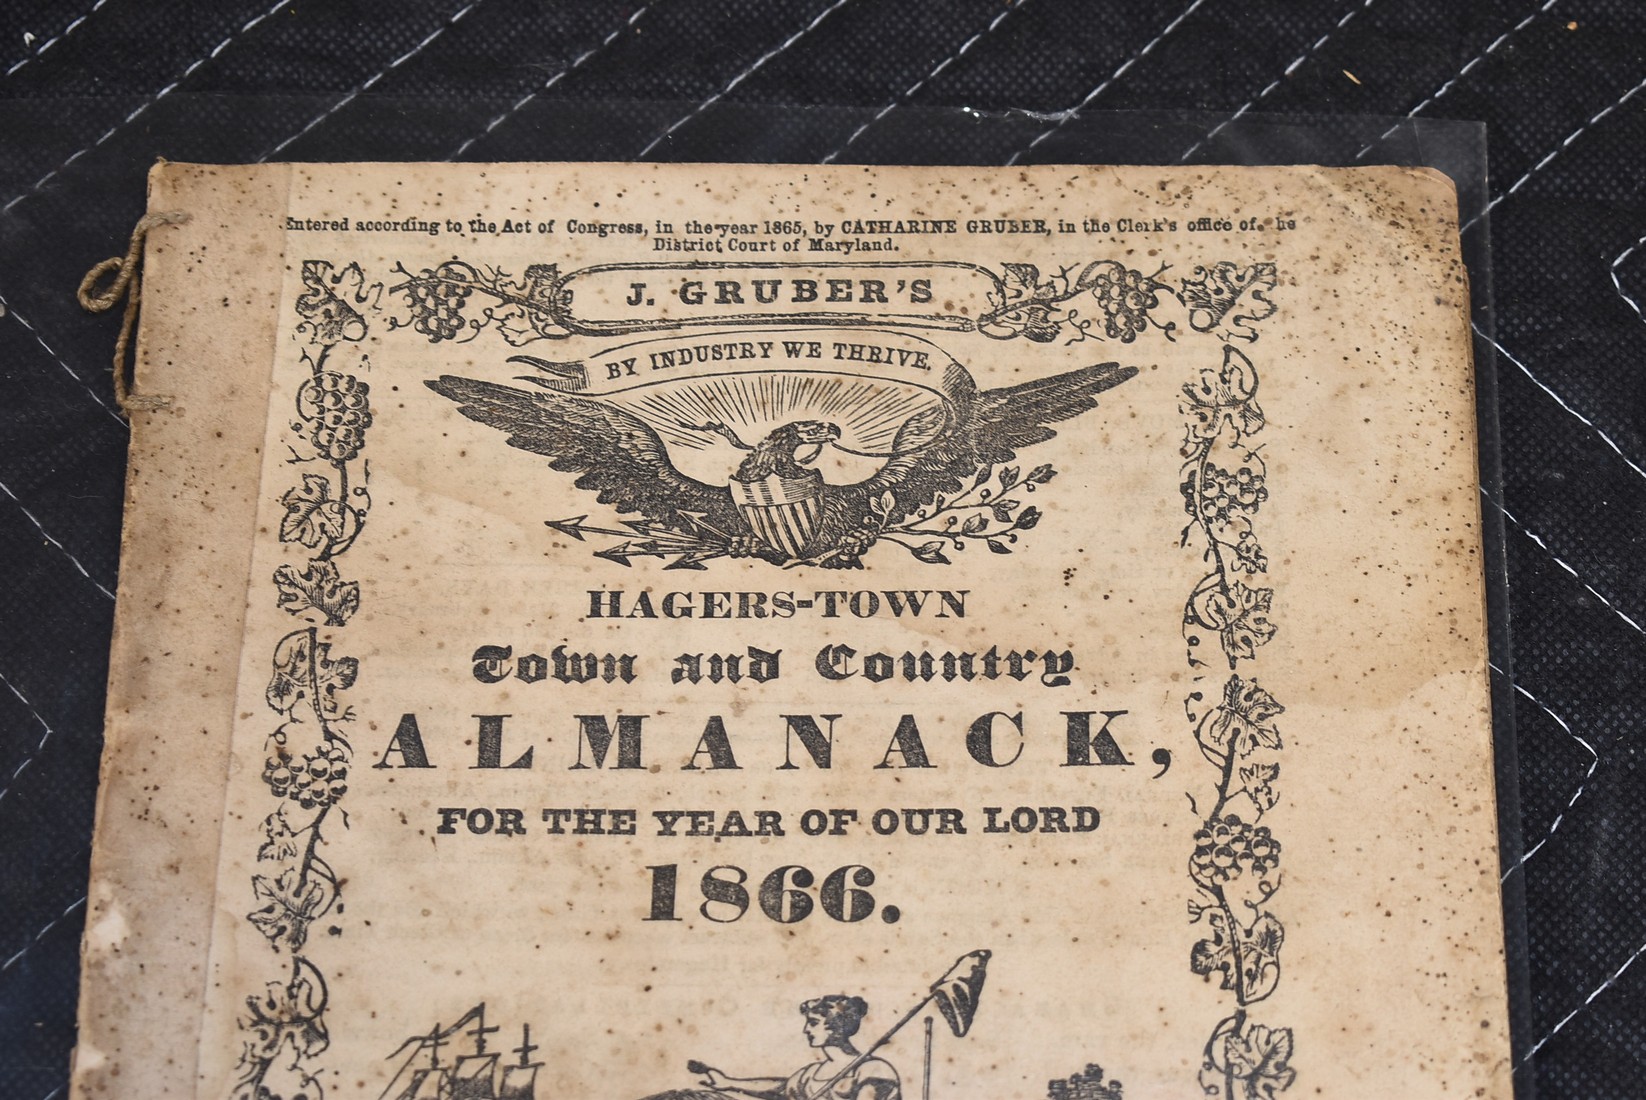 Entered according to the Act of Congress, in the year 1865, by CATHARINE GRUBER, in the Clerk's office of he
District Court of Maryland.
J. GRUBER'S
BY INDUSTRY WE THRIVE.
HAGERS-TOWN
Town and Country
ALMANACK,
FOR THE YEAR OF OUR LORD
1866.